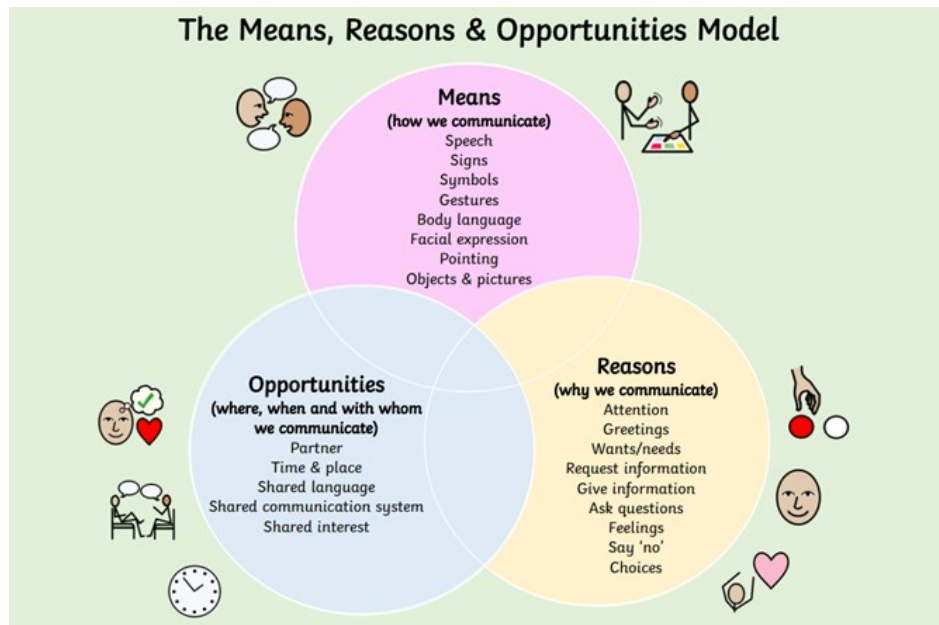 The Means, Reasons & Opportunities Model
Means
(how we communicate)
Speech
Signs
Symbols
Gestures
Body language
Facial expression
Pointing
Objects & pictures
Opportunities
(where, when and with whom
we communicate)
Partner
Time & place
Shared language
Shared communication system
Shared interest
Reasons
(why we communicate)
Attention
Greetings
Wants/needs
Request information
Give information
Ask questions
Feelings
Say ‘no’
Choices